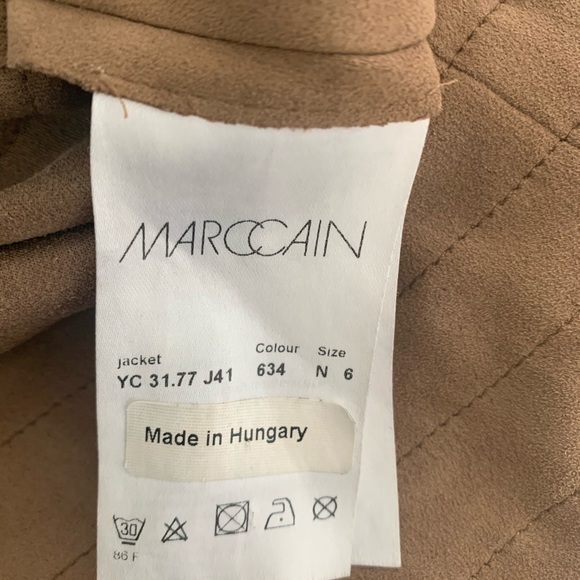 MARCCAIN
jacket Colour Size
YC 31.77 J41 634 N 6
Made in Hungary
30
86 F